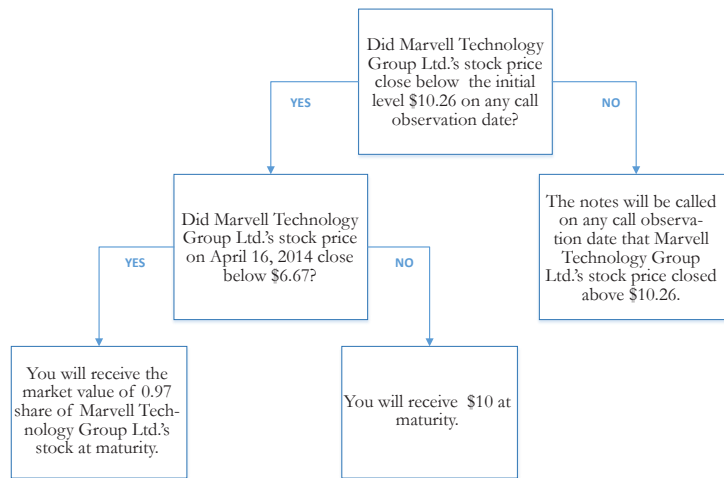 Did Marvell Technology
Group Ltd.'s stock price
close below the initial
level $10.26 on any call
observation date?
YES
NO
Did Marvell Technology
Group Ltd.'s stock price
on April 16, 2014 close
below $6.67?
The notes will be called
on any call observa-
tion date that Marvell
Technology Group
Ltd.'s stock price closed
above $10.26.
YES
NO
You will receive the
market value of 0.97
share of Marvell Tech-
nology Group Ltd.'s
stock at maturity.
You will receive $10 at
maturity.